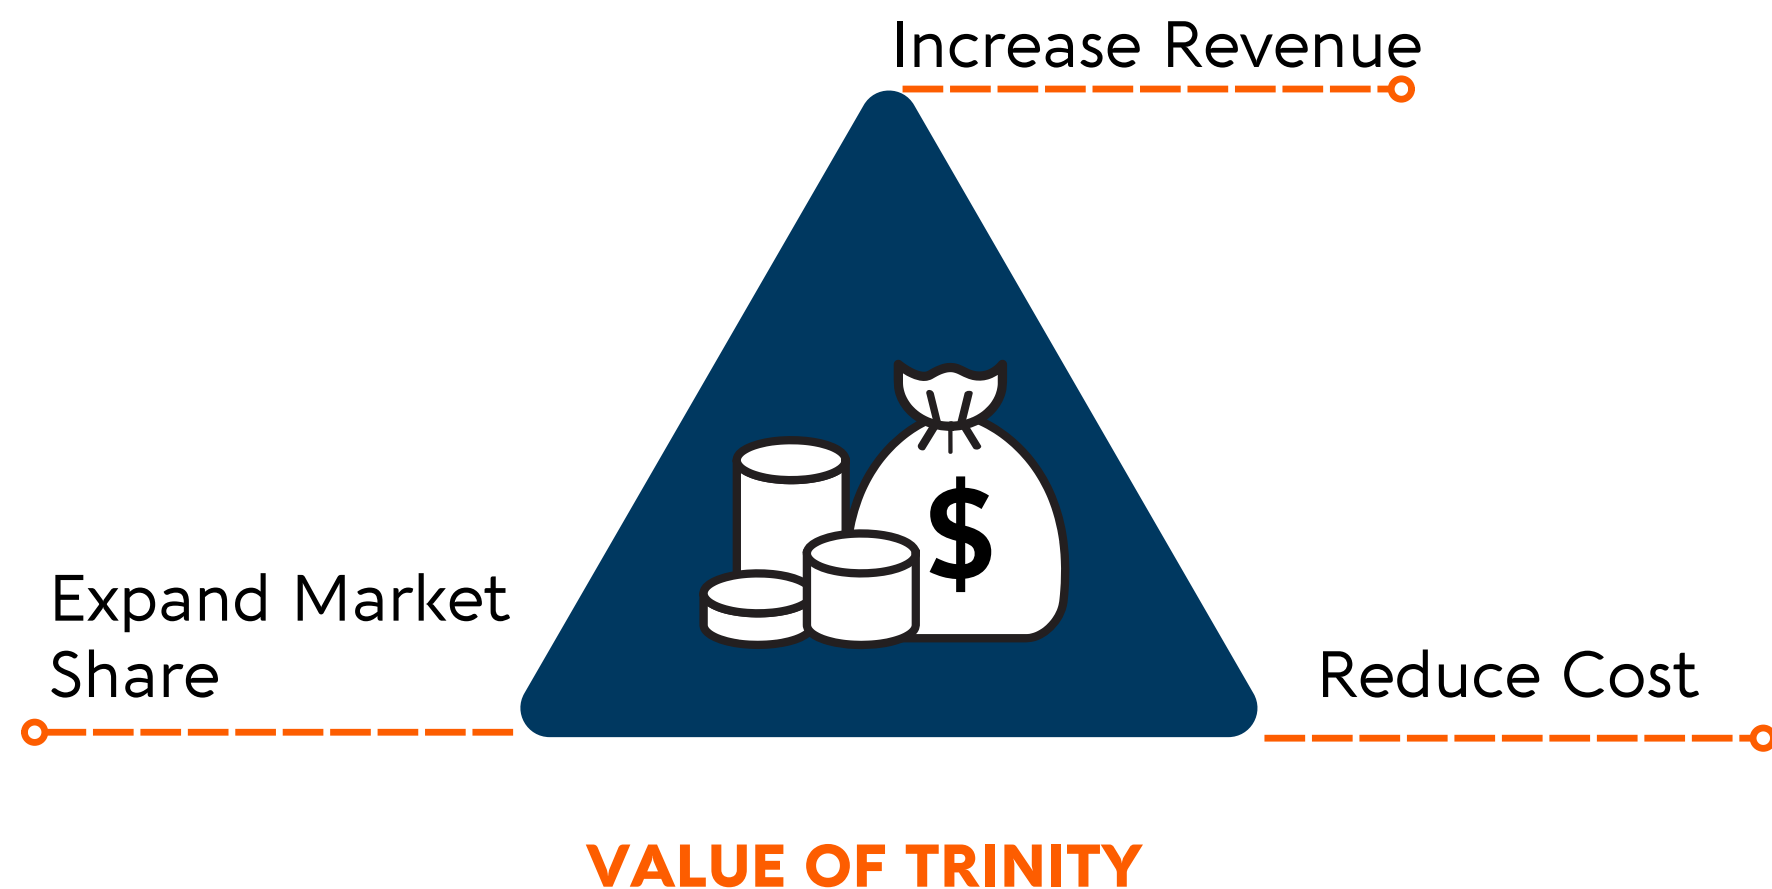 Increase Revenue
Expand Market
Share
Reduce Cost
$
VALUE OF TRINITY